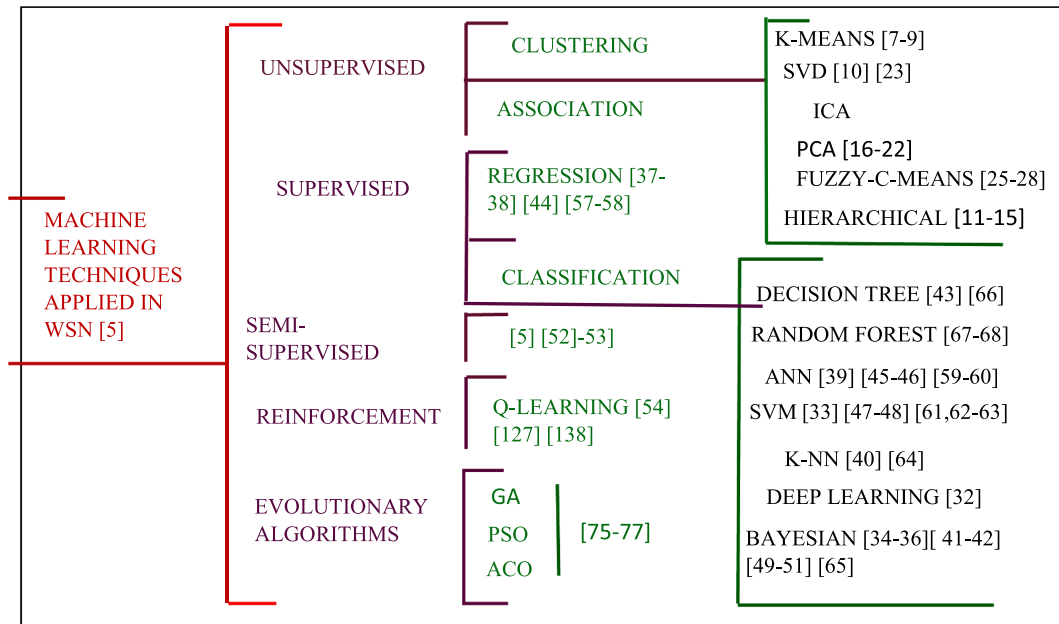 MACHINE
LEARNING
TECHNIQUES
APPLIED IN
WSN [5]
UNSUPERVISED
CLUSTERING
ASSOCIATION
K-MEANS [7-9]
SVD [10] [23]
ICA
PCA [16-22]
FUZZY-C-MEANS [25-28]
HIERARCHICAL [11-15]
SUPERVISED
REGRESSION [37-
38] [44] [57-58]
CLASSIFICATION
DECISION TREE [43] [66]
RANDOM FOREST [67-68]
ANN [39] [45-46] [59-60]
SVM [33] [47-48] [61,62-63]
K-NN [40] [64]
DEEP LEARNING [32]
BAYESIAN [34-36][ 41-42]
[49-51] [65]
SEMI-
SUPERVISED
[5] [52]-53]
REINFORCEMENT
Q-LEARNING [54]
[127] [138]
EVOLUTIONARY
ALGORITHMS
GA
PSO
ACO
[75-77]